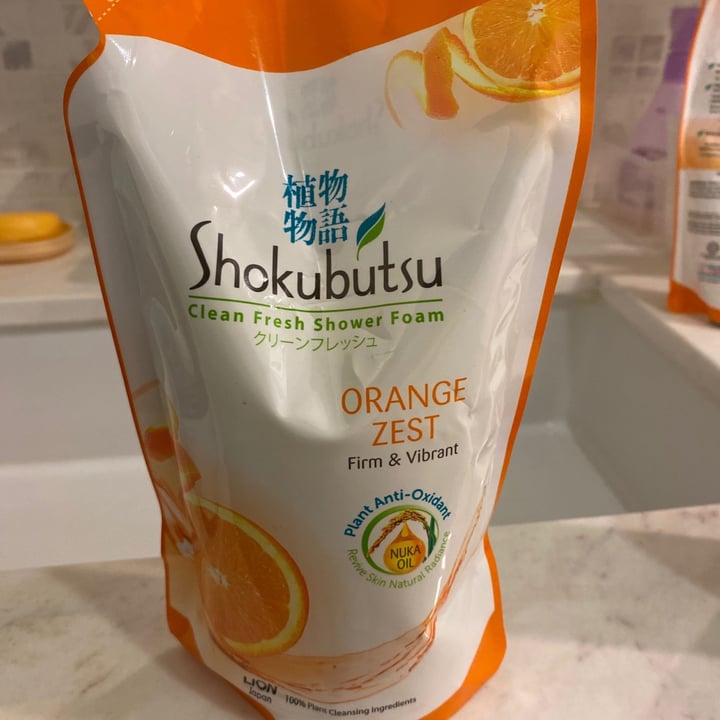 植物
物語
Shokubutsu
Clean Fresh Shower Foam
クリーンフレッシュ
ORANGE
ZEST
Firm & Vibrant
Plant Anti-Oxidant
NUKA
OIL
Revive Skin Natural Radiance
LION
Japan
100% Plant Cleansing Ingredients